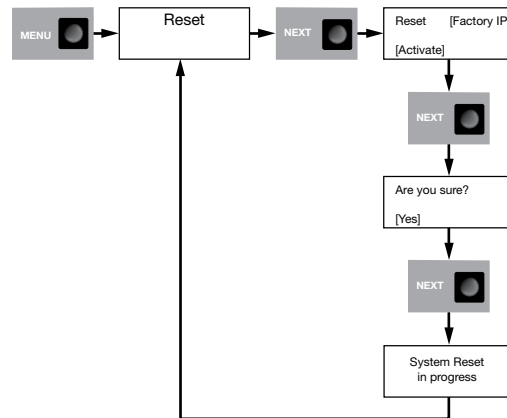 MENU
Reset
NEXT
Reset [Factory IP
[Activate]
NEXT
Are you sure?
[Yes]
NEXT
System Reset
in progress